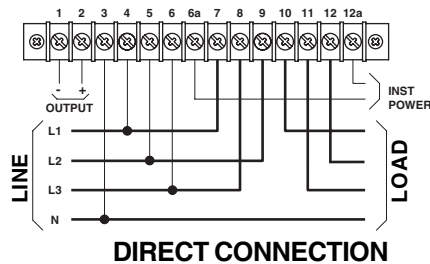 1 2 3 4 5 6 6a 7 8 9 10 11 12 12a
- +
OUTPUT
INST
POWER
L1
L2
L3
N
LINE
LOAD
DIRECT CONNECTION